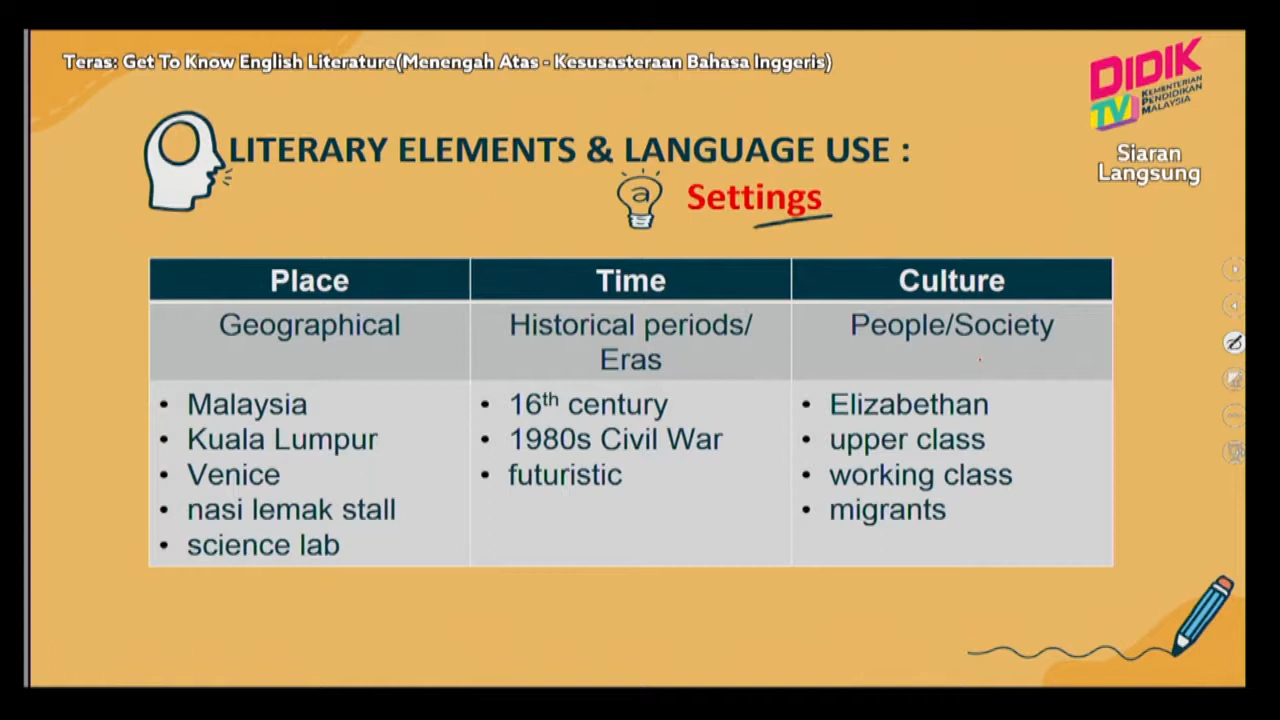 Teras: Get To Know English Literature(Menengah Atas - Kesusasteraan Bahasa Inggeris)
DIDIK
TV
KEMENTERIAN
PENDIDIKAN
MALAYSIA
Siaran
Langsung
LITERARY ELEMENTS & LANGUAGE USE :
a Settings
Place
Time
Culture
Geographical
Historical periods/
Eras
People/Society
• Malaysia
• Kuala Lumpur
• Venice
• nasi lemak stall
• science lab
• 16th century
• 1980s Civil War
• futuristic
• Elizabethan
• upper class
• working class
• migrants